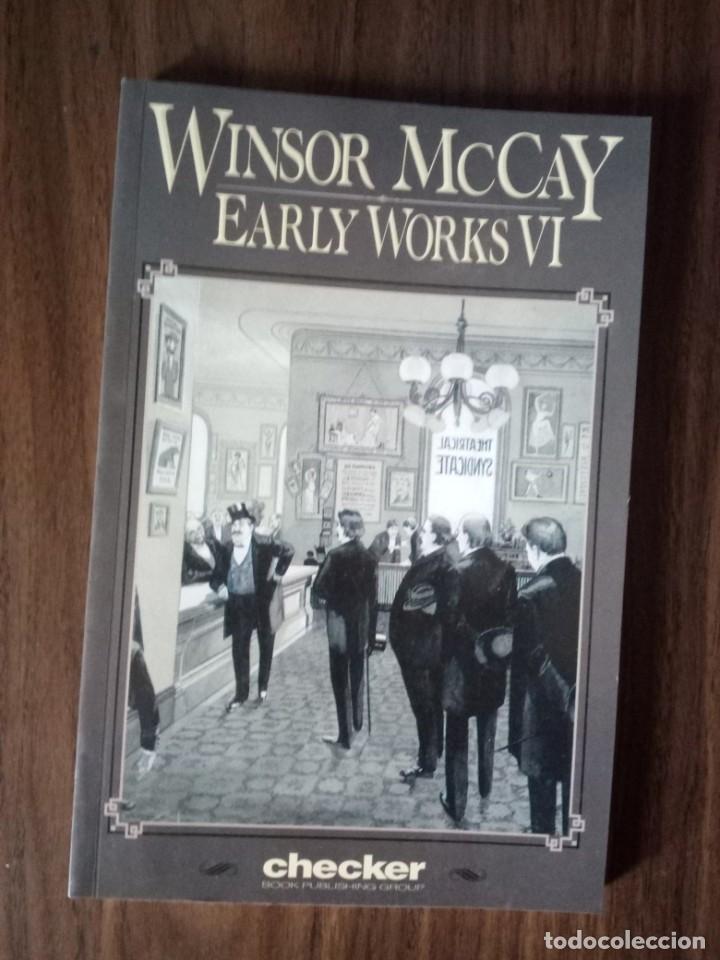 WINSOR MCCAY
EARLY WORKS VI
THEATRICAL
SYNDICATE
checker
BOOK PUBLISHING GROUP
todocoleccion